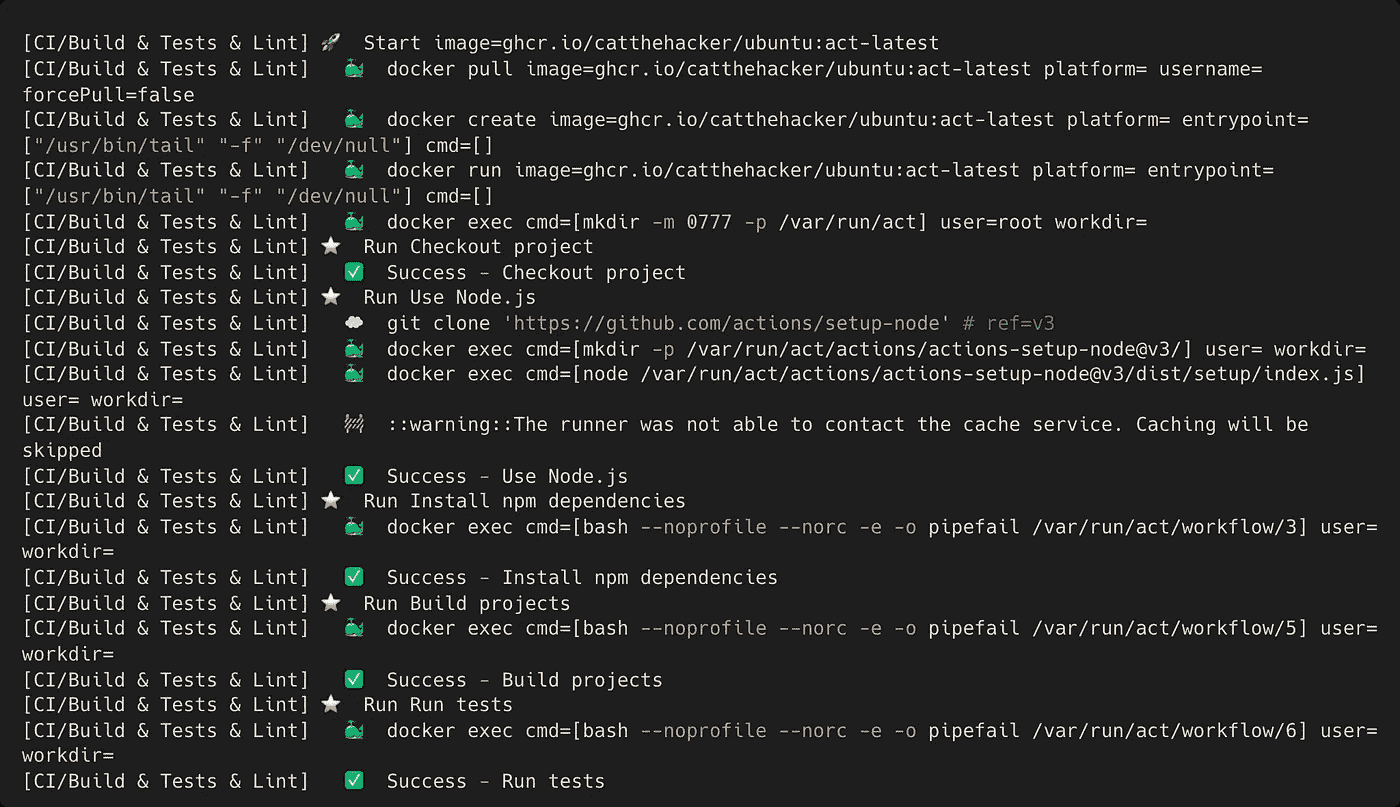 [CI/Build & Tests & Lint] 🚀  Start image=ghcr.io/catthehacker/ubuntu:act-latest
[CI/Build & Tests & Lint]   🐳  docker pull image=ghcr.io/catthehacker/ubuntu:act-latest platform= username=
forcePull=false
[CI/Build & Tests & Lint]   🐳  docker create image=ghcr.io/catthehacker/ubuntu:act-latest platform= entrypoint=
["/usr/bin/tail" "-f" "/dev/null"] cmd=[]
[CI/Build & Tests & Lint]   🐳  docker run image=ghcr.io/catthehacker/ubuntu:act-latest platform= entrypoint=
["/usr/bin/tail" "-f" "/dev/null"] cmd=[]
[CI/Build & Tests & Lint]   🐳  docker exec cmd=[mkdir -m 0777 -p /var/run/act] user=root workdir=
[CI/Build & Tests & Lint] ⭐  Run Checkout project
[CI/Build & Tests & Lint]   ✅  Success - Checkout project
[CI/Build & Tests & Lint] ⭐  Run Use Node.js
[CI/Build & Tests & Lint]   ☁  git clone 'https://github.com/actions/setup-node' # ref=v3
[CI/Build & Tests & Lint]   🐳  docker exec cmd=[mkdir -p /var/run/act/actions/actions-setup-node@v3/] user= workdir=
[CI/Build & Tests & Lint]   🐳  docker exec cmd=[node /var/run/act/actions/actions-setup-node@v3/dist/setup/index.js]
user= workdir=
[CI/Build & Tests & Lint]   🚧  ::warning::The runner was not able to contact the cache service. Caching will be
skipped
[CI/Build & Tests & Lint]   ✅  Success - Use Node.js
[CI/Build & Tests & Lint] ⭐  Run Install npm dependencies
[CI/Build & Tests & Lint]   🐳  docker exec cmd=[bash --noprofile --norc -e -o pipefail /var/run/act/workflow/3] user=
workdir=
[CI/Build & Tests & Lint]   ✅  Success - Install npm dependencies
[CI/Build & Tests & Lint] ⭐  Run Build projects
[CI/Build & Tests & Lint]   🐳  docker exec cmd=[bash --noprofile --norc -e -o pipefail /var/run/act/workflow/5] user=
workdir=
[CI/Build & Tests & Lint]   ✅  Success - Build projects
[CI/Build & Tests & Lint] ⭐  Run Run tests
[CI/Build & Tests & Lint]   🐳  docker exec cmd=[bash --noprofile --norc -e -o pipefail /var/run/act/workflow/6] user=
workdir=
[CI/Build & Tests & Lint]   ✅  Success - Run tests